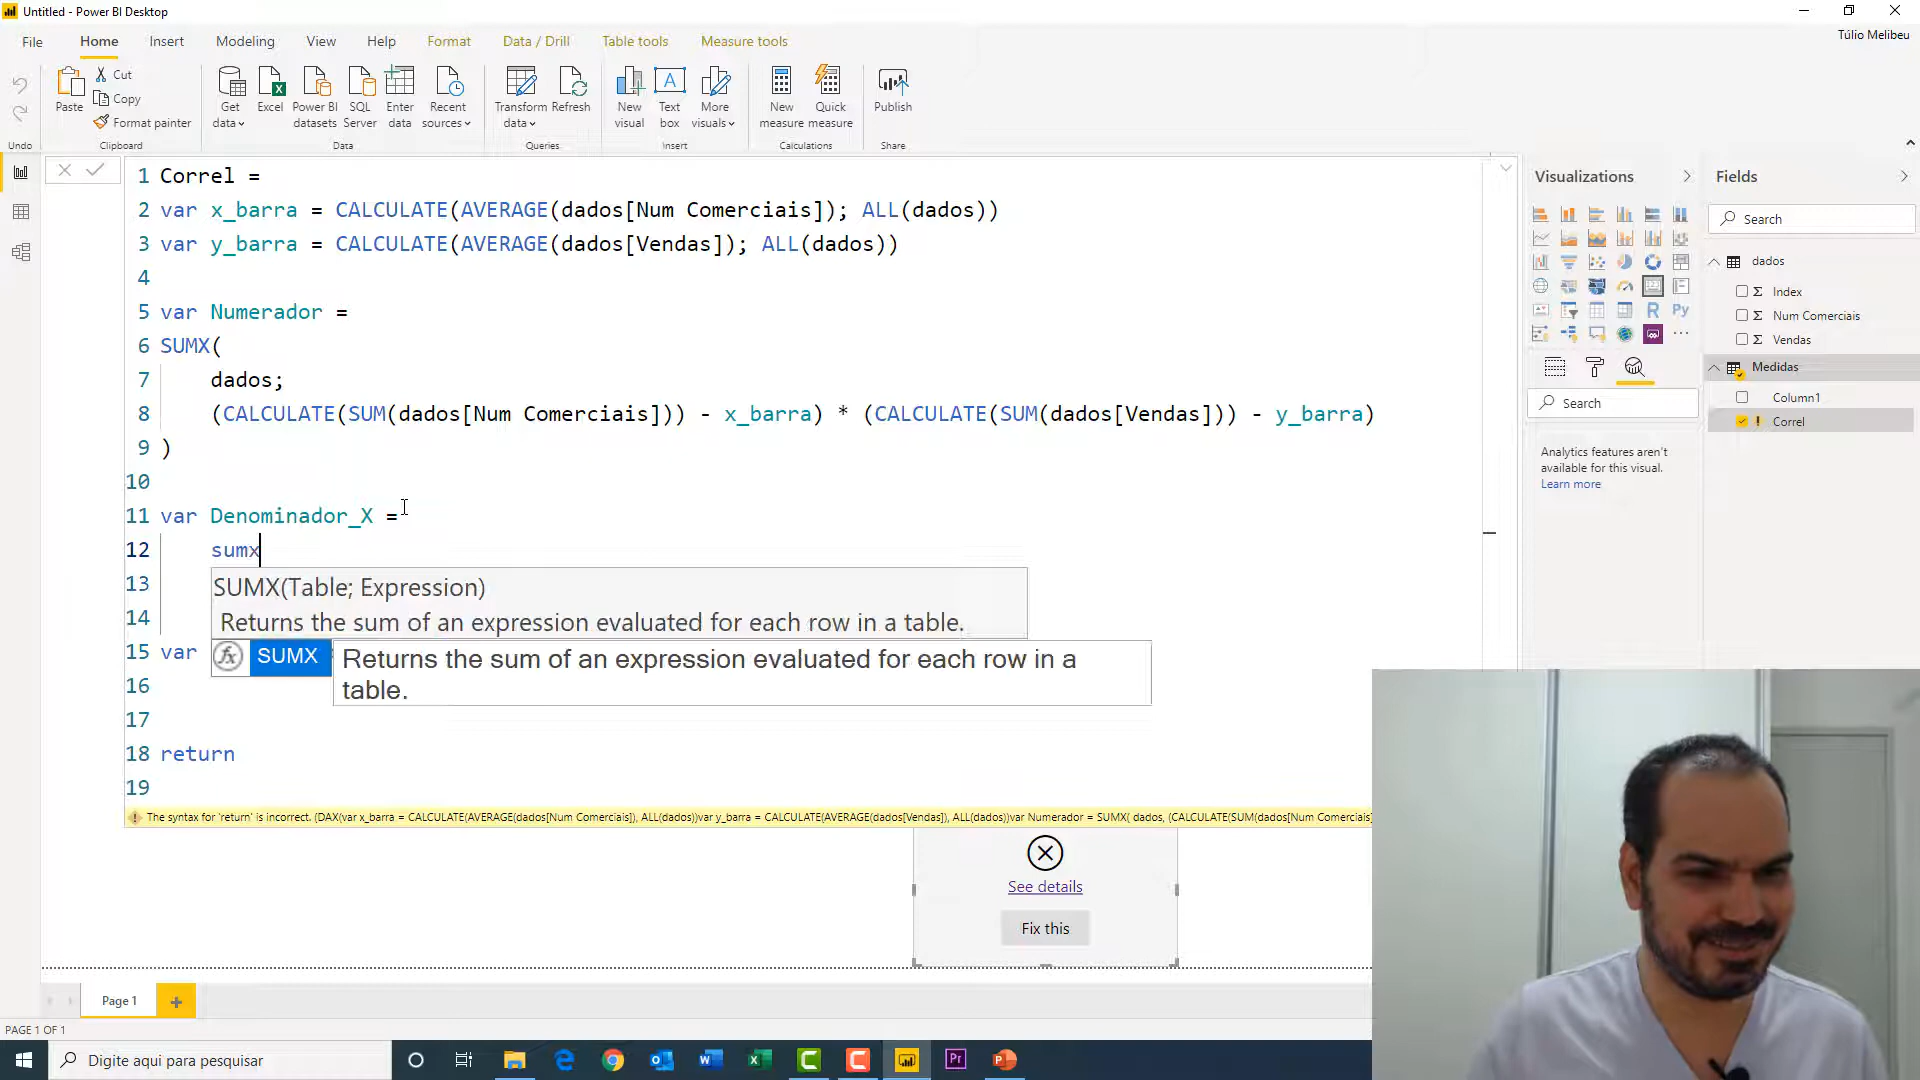 Untitled - Power BI Desktop
File Home Insert Modeling View Help Format Data / Drill Table tools Measure tools
Túlio Melibeu
Paste
Cut
Copy
Format painter
Get data
Excel
Power BI datasets
SQL Server
Enter data
Recent sources
Transform data
Refresh
New visual
Text box
More visuals
New measure
Quick measure
Publish
Undo Clipboard Data Queries Insert Calculations Share
1 Correl =
2 var x_barra = CALCULATE(AVERAGE(dados[Num Comerciais]); ALL(dados))
3 var y_barra = CALCULATE(AVERAGE(dados[Vendas]); ALL(dados))
4
5 var Numerador =
6 SUMX(
7 dados;
8 (CALCULATE(SUM(dados[Num Comerciais])) - x_barra) * (CALCULATE(SUM(dados[Vendas])) - y_barra)
9 )
10
11 var Denominador_X =
12 sumx
13
14
15 var
16
17
18 return
19
SUMX(Table; Expression)
Returns the sum of an expression evaluated for each row in a table.
fx SUMX
Returns the sum of an expression evaluated for each row in a
table.
The syntax for 'return' is incorrect. (DAX(var x_barra = CALCULATE(AVERAGE(dados[Num Comerciais]), ALL(dados))var y_barra = CALCULATE(AVERAGE(dados[Vendas]), ALL(dados))var Numerador = SUMX( dados, (CALCULATE(SUM(dados[Num Comerciais]
See details
Fix this
Visualizations
R Py
Search
Analytics features aren't
available for this visual.
Learn more
Fields
Search
dados
Index
Num Comerciais
Vendas
Medidas
Column1
Correl
Page 1
PAGE 1 OF 1
Digite aqui para pesquisar